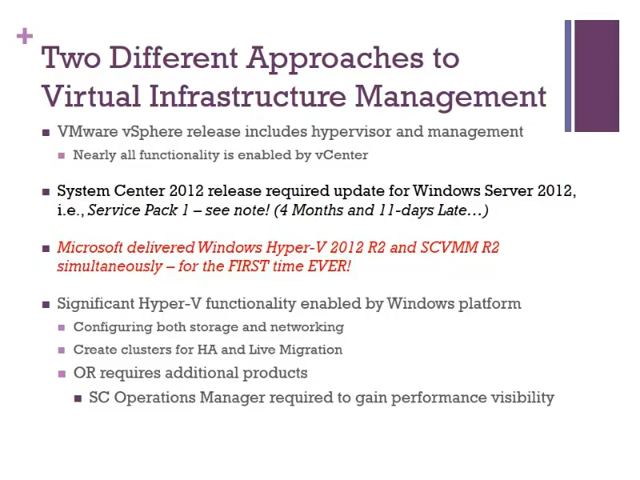 +
Two Different Approaches to
Virtual Infrastructure Management
VMware vSphere release includes hypervisor and management
Nearly all functionality is enabled by vCenter
System Center 2012 release required update for Windows Server 2012,
i.e., Service Pack 1 – see note! (4 Months and 11-days Late…)
Microsoft delivered Windows Hyper-V 2012 R2 and SCVMM R2
simultaneously – for the FIRST time EVER!
Significant Hyper-V functionality enabled by Windows platform
Configuring both storage and networking
Create clusters for HA and Live Migration
OR requires additional products
SC Operations Manager required to gain performance visibility